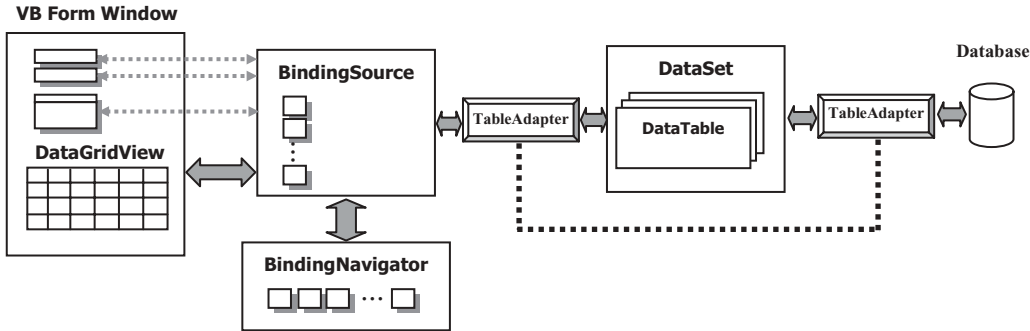 VB Form Window
BindingSource
DataSet
Database
TableAdapter
DataTable
TableAdapter
DataGridView
BindingNavigator